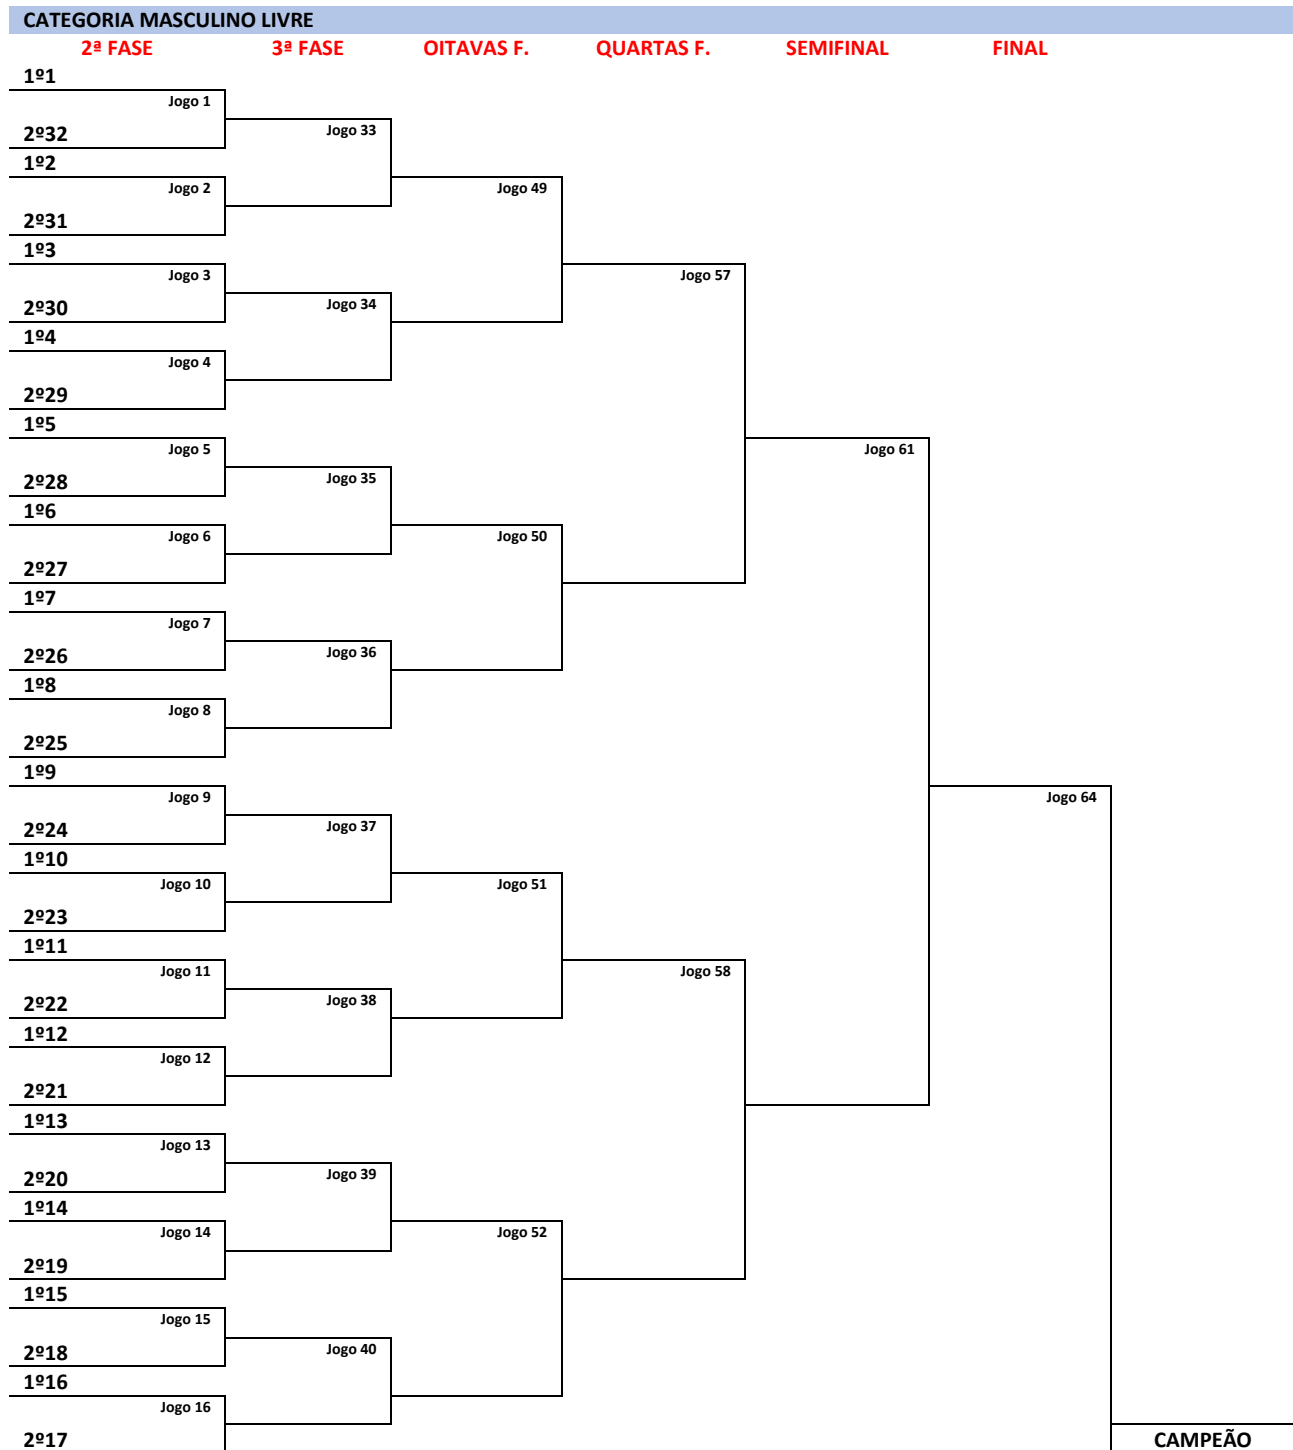 CATEGORIA MASCULINO LIVRE
2ª FASE 3ª FASE OITAVAS F. QUARTAS F. SEMIFINAL FINAL
1º1
Jogo 1
2º32 Jogo 33
1º2
Jogo 2 Jogo 49
2º31
1º3
Jogo 3 Jogo 57
2º30 Jogo 34
1º4
Jogo 4
2º29
1º5
Jogo 5 Jogo 61
2º28 Jogo 35
1º6
Jogo 6 Jogo 50
2º27
1º7
Jogo 7
2º26 Jogo 36
1º8
Jogo 8
2º25
1º9
Jogo 9 Jogo 64
2º24 Jogo 37
1º10
Jogo 10 Jogo 51
2º23
1º11
Jogo 11 Jogo 58
2º22 Jogo 38
1º12
Jogo 12
2º21
1º13
Jogo 13
2º20 Jogo 39
1º14
Jogo 14 Jogo 52
2º19
1º15
Jogo 15
2º18 Jogo 40
1º16
Jogo 16
2º17 CAMPEÃO